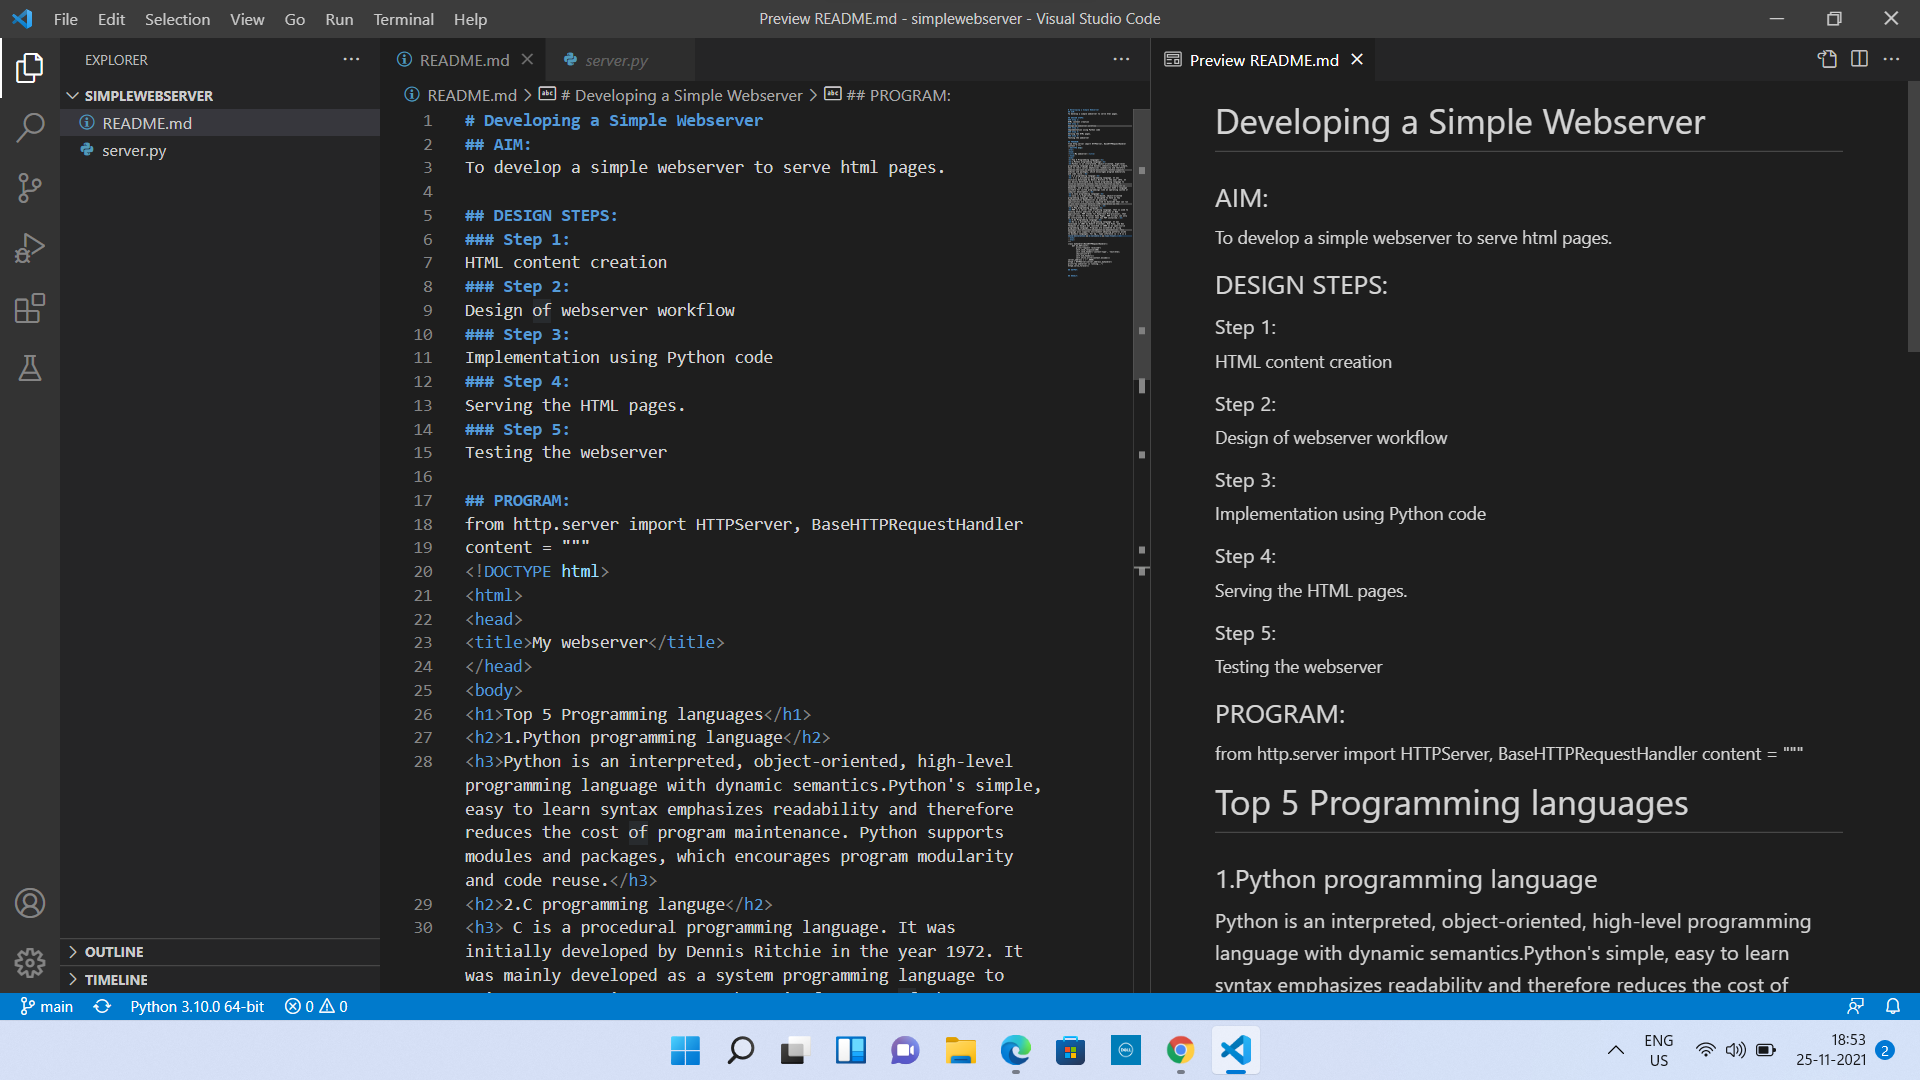 File Edit Selection View Go Run Terminal Help
Preview README.md - simplewebserver - Visual Studio Code
EXPLORER
SIMPLEWEBSERVER
README.md
server.py
OUTLINE
TIMELINE
README.md
server.py
README.md > # Developing a Simple Webserver > ## PROGRAM:
1 # Developing a Simple Webserver
2 ## AIM:
3 To develop a simple webserver to serve html pages.
4
5 ## DESIGN STEPS:
6 ### Step 1:
7 HTML content creation
8 ### Step 2:
9 Design of webserver workflow
10 ### Step 3:
11 Implementation using Python code
12 ### Step 4:
13 Serving the HTML pages.
14 ### Step 5:
15 Testing the webserver
16
17 ## PROGRAM:
18 from http.server import HTTPServer, BaseHTTPRequestHandler
19 content = """
20 <!DOCTYPE html>
21 <html>
22 <head>
23 <title>My webserver</title>
24 </head>
25 <body>
26 <h1>Top 5 Programming languages</h1>
27 <h2>1.Python programming language</h2>
28 <h3>Python is an interpreted, object-oriented, high-level
programming language with dynamic semantics.Python's simple,
easy to learn syntax emphasizes readability and therefore
reduces the cost of program maintenance. Python supports
modules and packages, which encourages program modularity
and code reuse.</h3>
29 <h2>2.C programming languge</h2>
30 <h3> C is a procedural programming language. It was
initially developed by Dennis Ritchie in the year 1972. It
was mainly developed as a system programming language to
Preview README.md
Developing a Simple Webserver
AIM:
To develop a simple webserver to serve html pages.
DESIGN STEPS:
Step 1:
HTML content creation
Step 2:
Design of webserver workflow
Step 3:
Implementation using Python code
Step 4:
Serving the HTML pages.
Step 5:
Testing the webserver
PROGRAM:
from http.server import HTTPServer, BaseHTTPRequestHandler content = """
Top 5 Programming languages
1.Python programming language
Python is an interpreted, object-oriented, high-level programming
language with dynamic semantics.Python's simple, easy to learn
syntax emphasizes readability and therefore reduces the cost of
main
Python 3.10.0 64-bit
0 0
DELL
ENG
US
18:53
25-11-2021
2